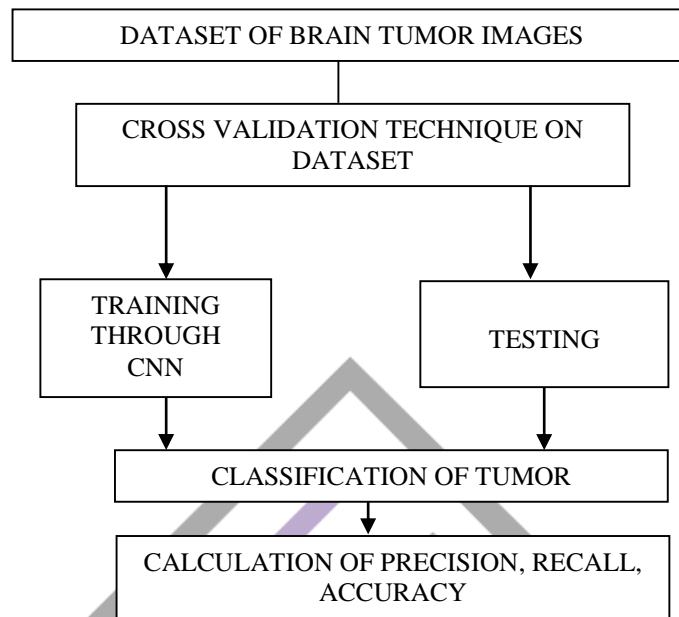 DATASET OF BRAIN TUMOR IMAGES
CROSS VALIDATION TECHNIQUE ON
DATASET
TRAINING
THROUGH
CNN
TESTING
CLASSIFICATION OF TUMOR
CALCULATION OF PRECISION, RECALL,
ACCURACY